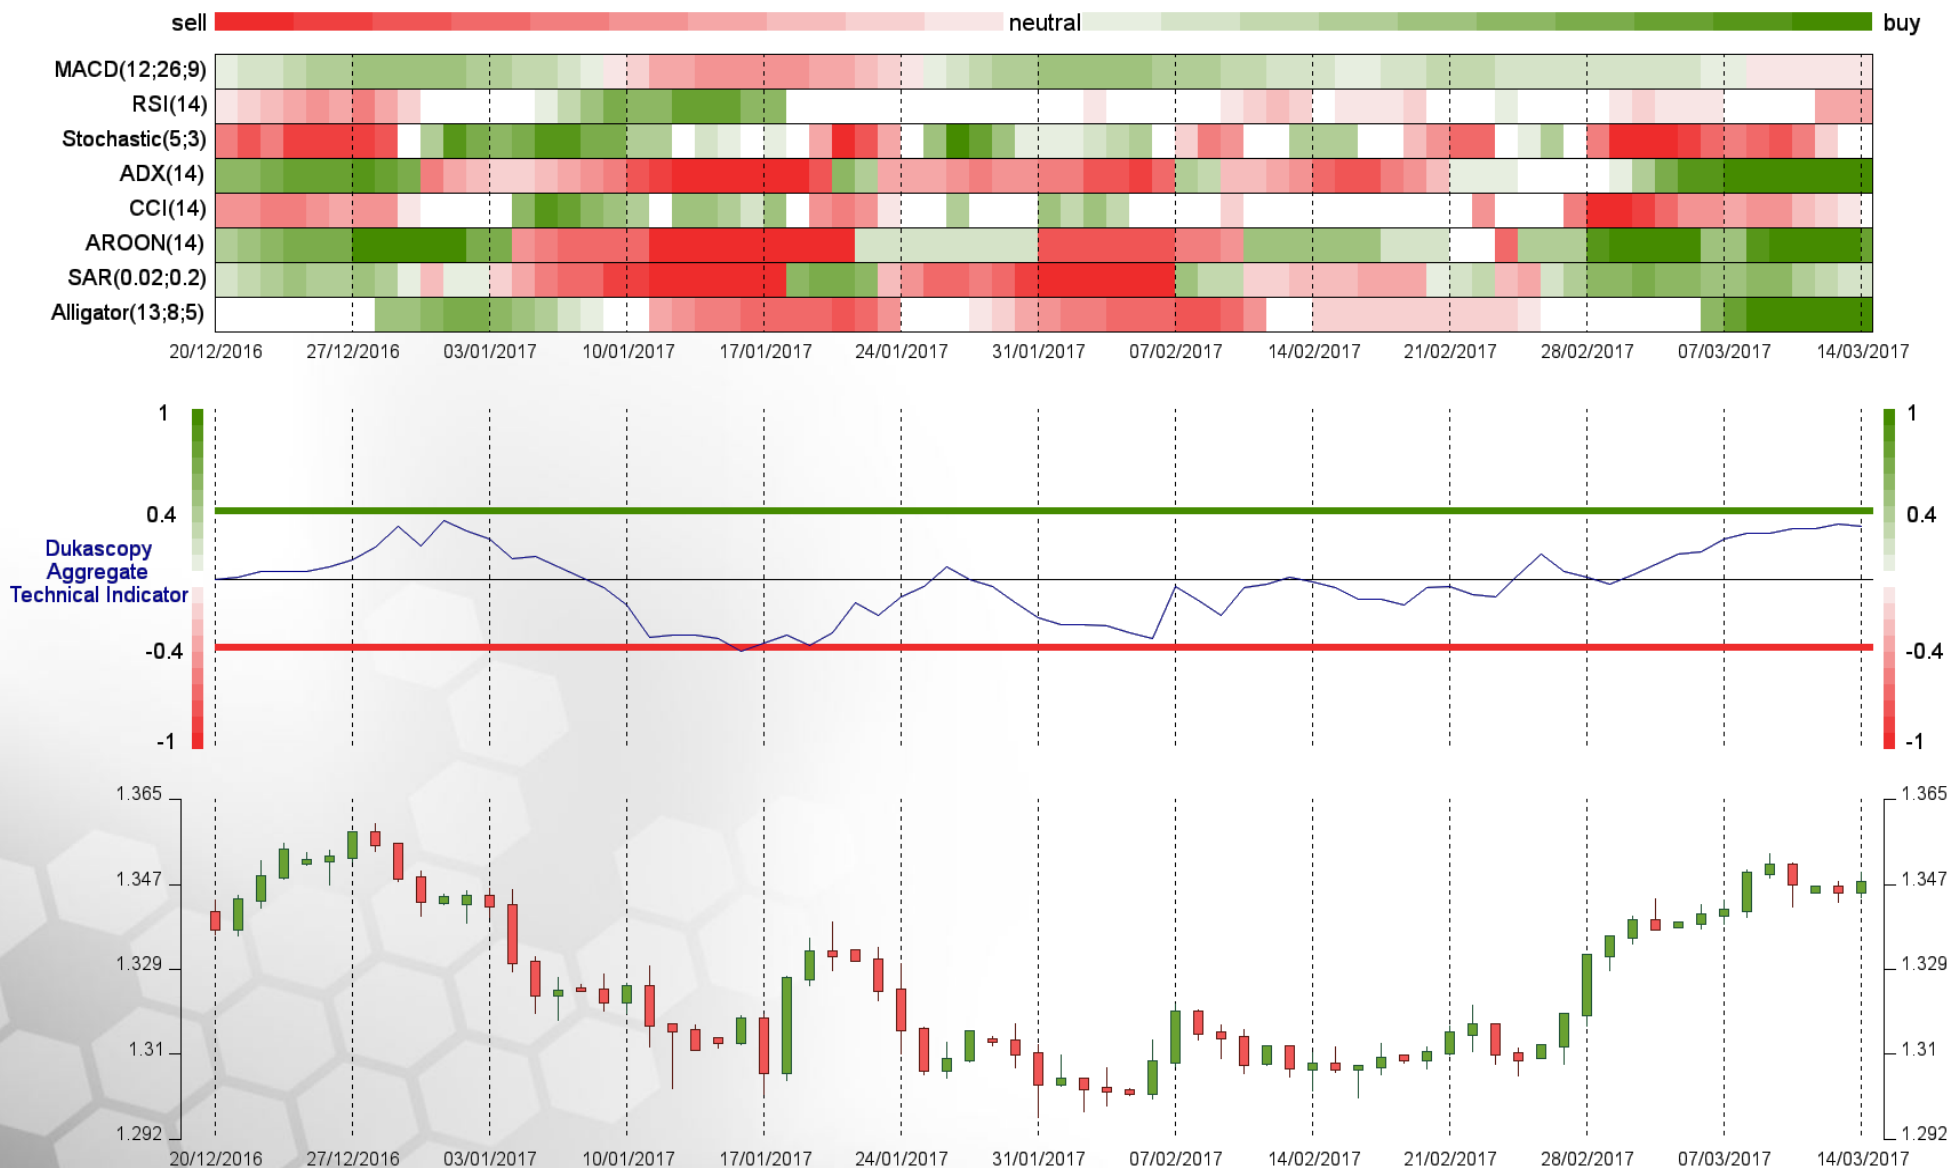 sell neutral buy
MACD(12;26;9)
RSI(14)
Stochastic(5;3)
ADX(14)
CCI(14)
AROON(14)
SAR(0.02;0.2)
Alligator(13;8;5)
20/12/2016 27/12/2016 03/01/2017 10/01/2017 17/01/2017 24/01/2017 31/01/2017 07/02/2017 14/02/2017 21/02/2017 28/02/2017 07/03/2017 14/03/2017
1 1
0.4 0.4
Dukascopy
Aggregate
Technical Indicator
-0.4 -0.4
-1 -1
1.365 1.365
1.347 1.347
1.329 1.329
1.31 1.31
1.292 1.292
20/12/2016 27/12/2016 03/01/2017 10/01/2017 17/01/2017 24/01/2017 31/01/2017 07/02/2017 14/02/2017 21/02/2017 28/02/2017 07/03/2017 14/03/2017